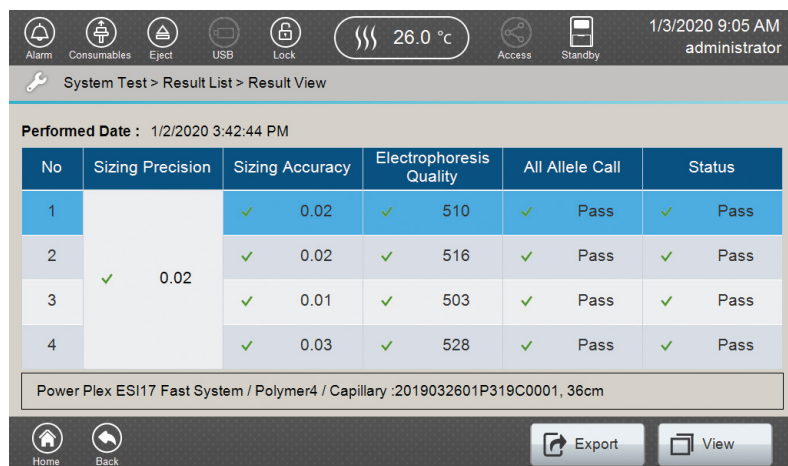 26.0 °c
1/3/2020 9:05 AM
administrator
Alarm Consumables Eject USB Lock Access Standby
System Test > Result List > Result View
Performed Date : 1/2/2020 3:42:44 PM
No Sizing Precision Sizing Accuracy Electrophoresis Quality All Allele Call Status
1 0.02 510 Pass Pass
2 0.02 516 Pass Pass
0.02
3 0.01 503 Pass Pass
4 0.03 528 Pass Pass
Power Plex ESI17 Fast System / Polymer4 / Capillary :2019032601P319C0001, 36cm
Home Back Export View